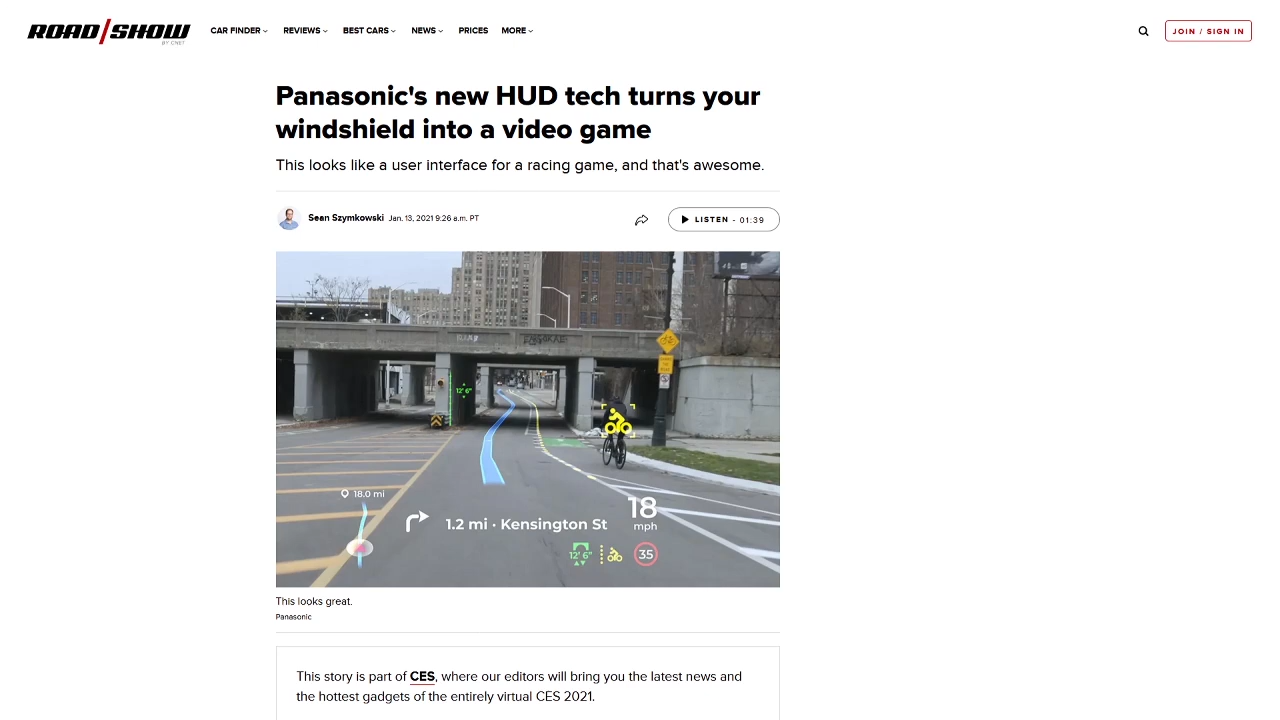 ROAD/SHOW
BY CNET
CAR FINDER
REVIEWS
BEST CARS
NEWS
PRICES
MORE
JOIN / SIGN IN
Panasonic's new HUD tech turns your
windshield into a video game
This looks like a user interface for a racing game, and that's awesome.
Sean Szymkowski Jan. 13, 2021 9:26 a.m. PT
LISTEN - 01:39
12' 6"
18.0 mi
1.2 mi · Kensington St
18
mph
12' 6"
35
This looks great.
Panasonic
This story is part of CES, where our editors will bring you the latest news and
the hottest gadgets of the entirely virtual CES 2021.